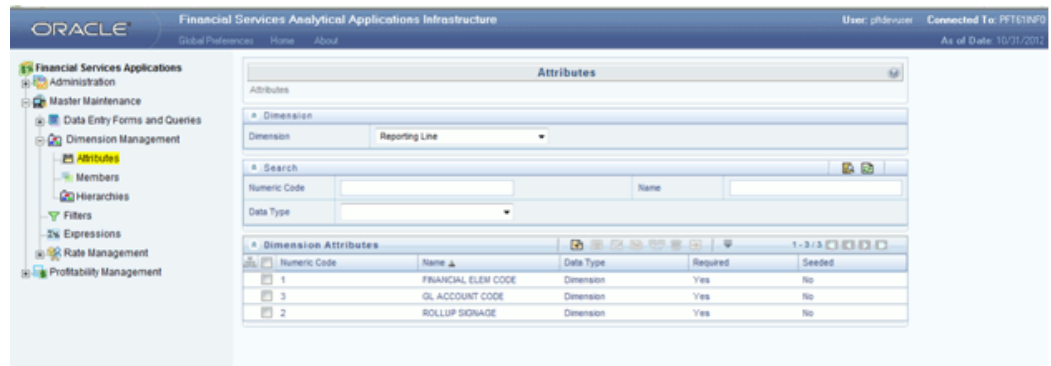 ORACLE
Financial Services Analytical Applications Infrastructure
User: pftdevuser Connected To: PFT61INFO
Global Preferences Home About
As of Date: 10/31/2012
Financial Services Applications
Administration
Master Maintenance
Data Entry Forms and Queries
Dimension Management
Attributes
Members
Hierarchies
Filters
Expressions
Rate Management
Profitability Management
Attributes
Attributes
Dimension
Dimension Reporting Line
Search
Numeric Code Name
Data Type
Dimension Attributes 1-3 / 3
Numeric Code Name Data Type Required Seeded
1 FINANCIAL ELEM CODE Dimension Yes No
3 GL ACCOUNT CODE Dimension Yes No
2 ROLLUP SIGNAGE Dimension Yes No